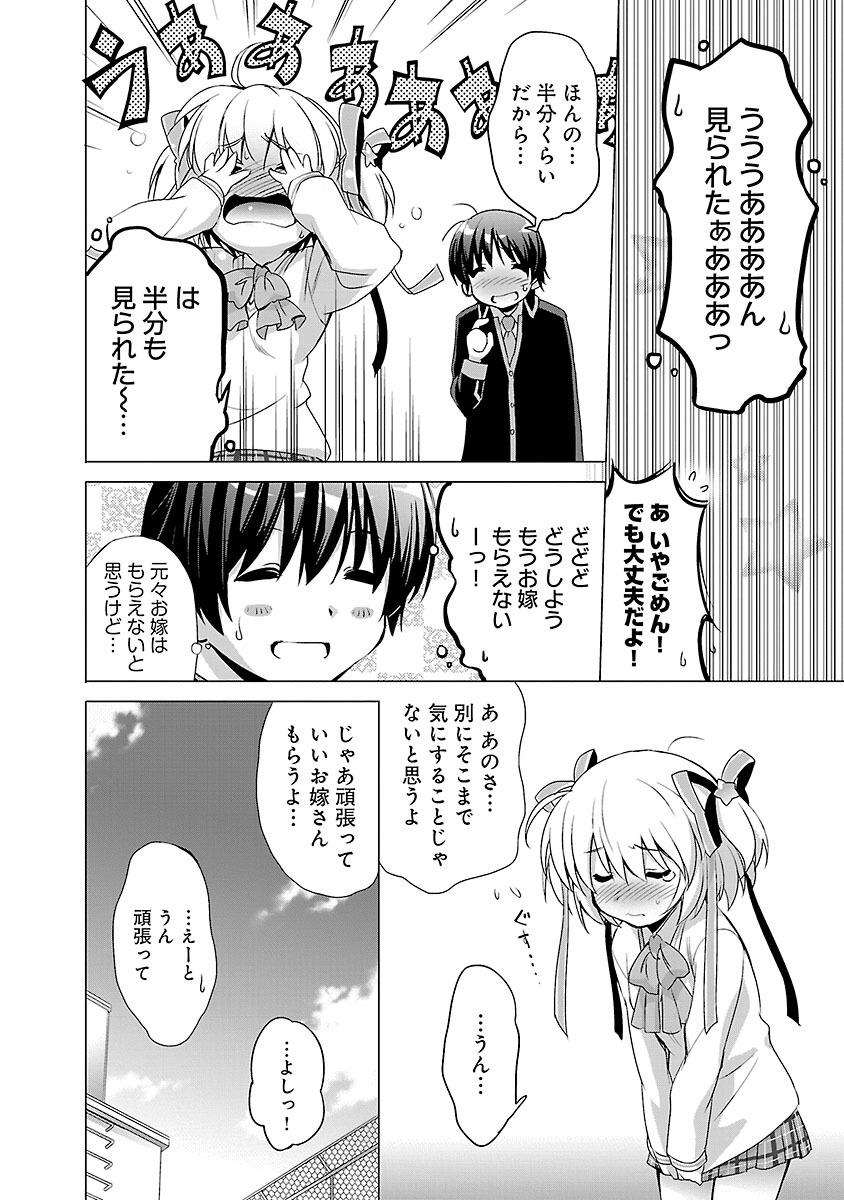 うううああああん
見られたぁあああっ
ほんの…
半分くらい
だから…
うぁぁぁぁぁぁ
は
半分も
見られた～…
あ いやごめん！
でも大丈夫だよ！
どどど
どうしよう
もうお嫁
もらえない
ーっ！
元々お嫁は
もらえないと
思うけど…
あ あのさ…
別にそこまで
気にすることじゃ
ないと思うよ
ぐす…
…うん…
じゃあ頑張って
いいお嫁さん
もらうよ…
…えーと
うん
頑張って
…よしっ！